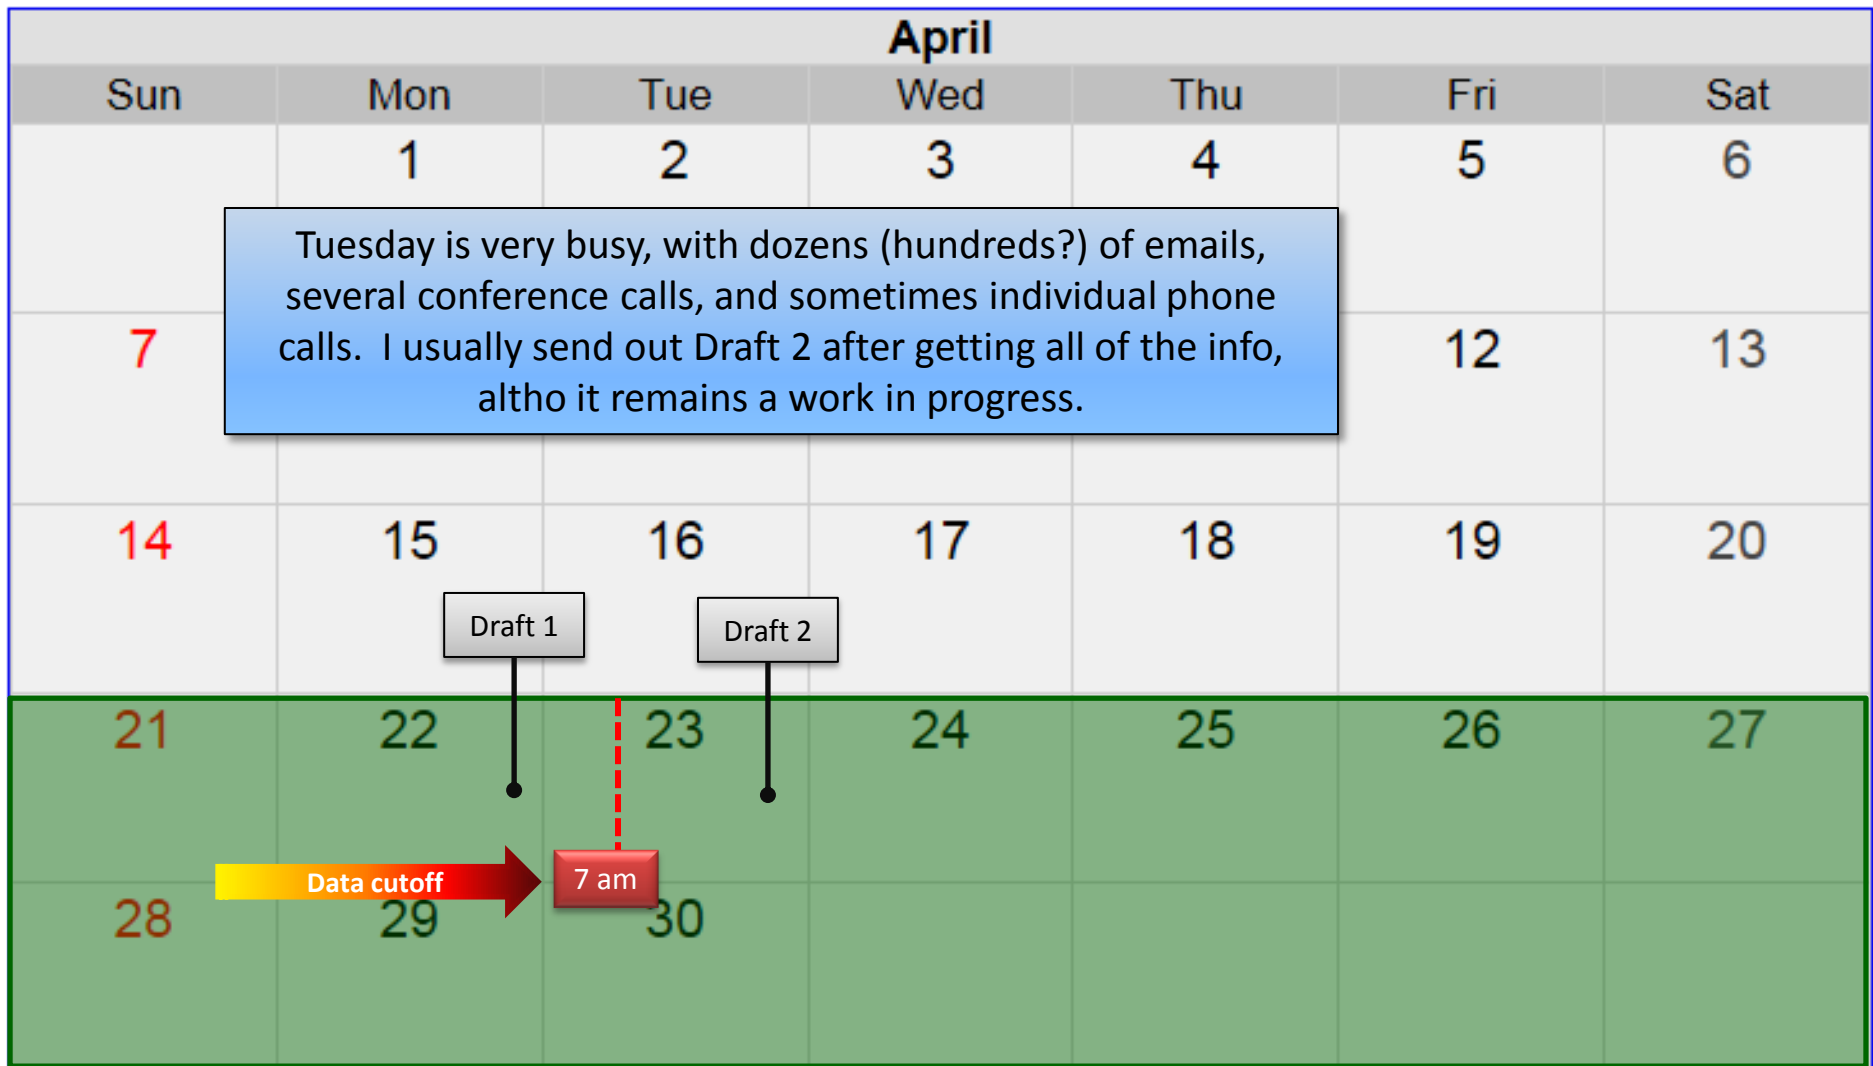 April
Sun Mon Tue Wed Thu Fri Sat
1 2 3 4 5 6
Tuesday is very busy, with dozens (hundreds?) of emails,
several conference calls, and sometimes individual phone
calls. I usually send out Draft 2 after getting all of the info,
altho it remains a work in progress.
7 12 13
14 15 16 17 18 19 20
Draft 1 Draft 2
21 22 23 24 25 26 27
Data cutoff 7 am
28 29 30